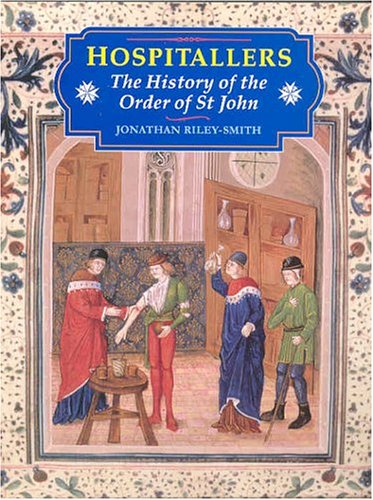 HOSPITALLERS
The History of the
Order of St John
JONATHAN RILEY-SMITH